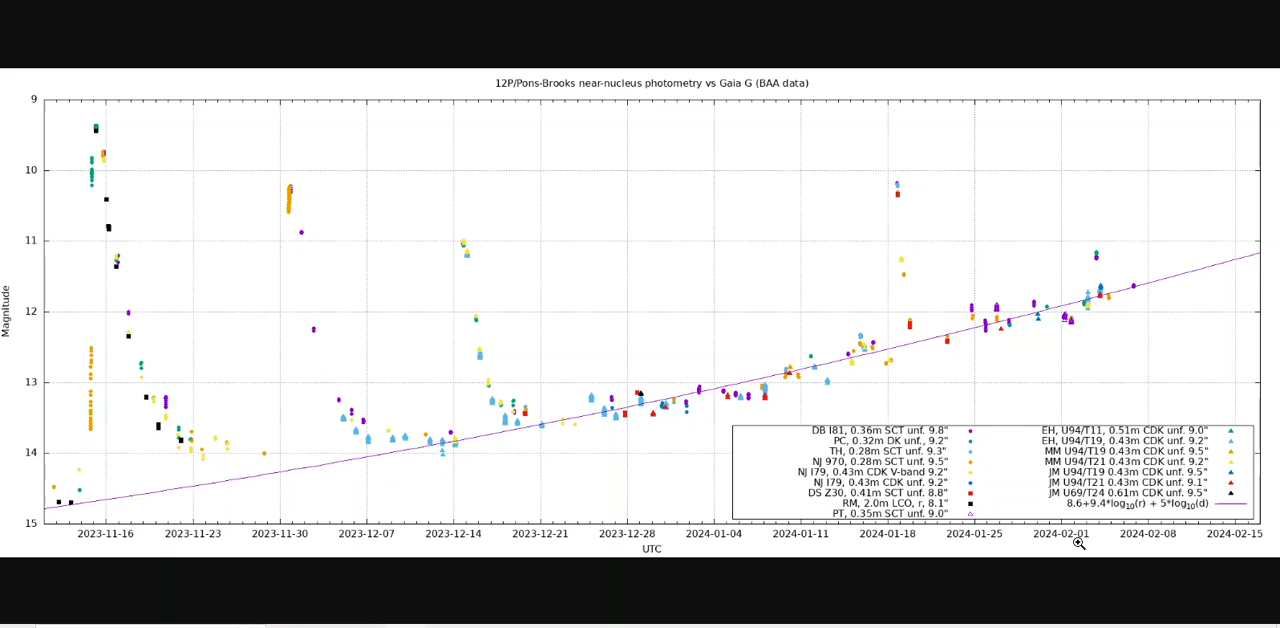 12P/Pons-Brooks near-nucleus photometry vs Gaia G (BAA data)
9
10
11
12
13
14
15
Magnitude
DB I81, 0.36m SCT unf. 9.8"
PC, 0.32m DK unf., 9.2"
TH, 0.28m SCT unf. 9.3"
NJ 970, 0.28m SCT unf. 9.5"
NJ I79, 0.43m CDK V-band 9.2"
NJ I79, 0.43m CDK unf. 9.2"
DS Z30, 0.41m SCT unf. 8.8"
RM, 2.0m LCO, r, 8.1"
PT, 0.35m SCT unf. 9.0"
EH, U94/T11, 0.51m CDK unf. 9.0"
EH, U94/T19, 0.43m CDK unf. 9.2"
MM U94/T19 0.43m CDK unf. 9.5"
MM U94/T21 0.43m CDK unf. 9.2"
JM U94/T19 0.43m CDK unf. 9.5"
JM U94/T21 0.43m CDK unf. 9.1"
JM U69/T24 0.61m CDK unf. 9.5"
8.6+9.4*log10(r) + 5*log10(d)
2023-11-16 2023-11-23 2023-11-30 2023-12-07 2023-12-14 2023-12-21 2023-12-28 2024-01-04 2024-01-11 2024-01-18 2024-01-25 2024-02-01 2024-02-08 2024-02-15
UTC